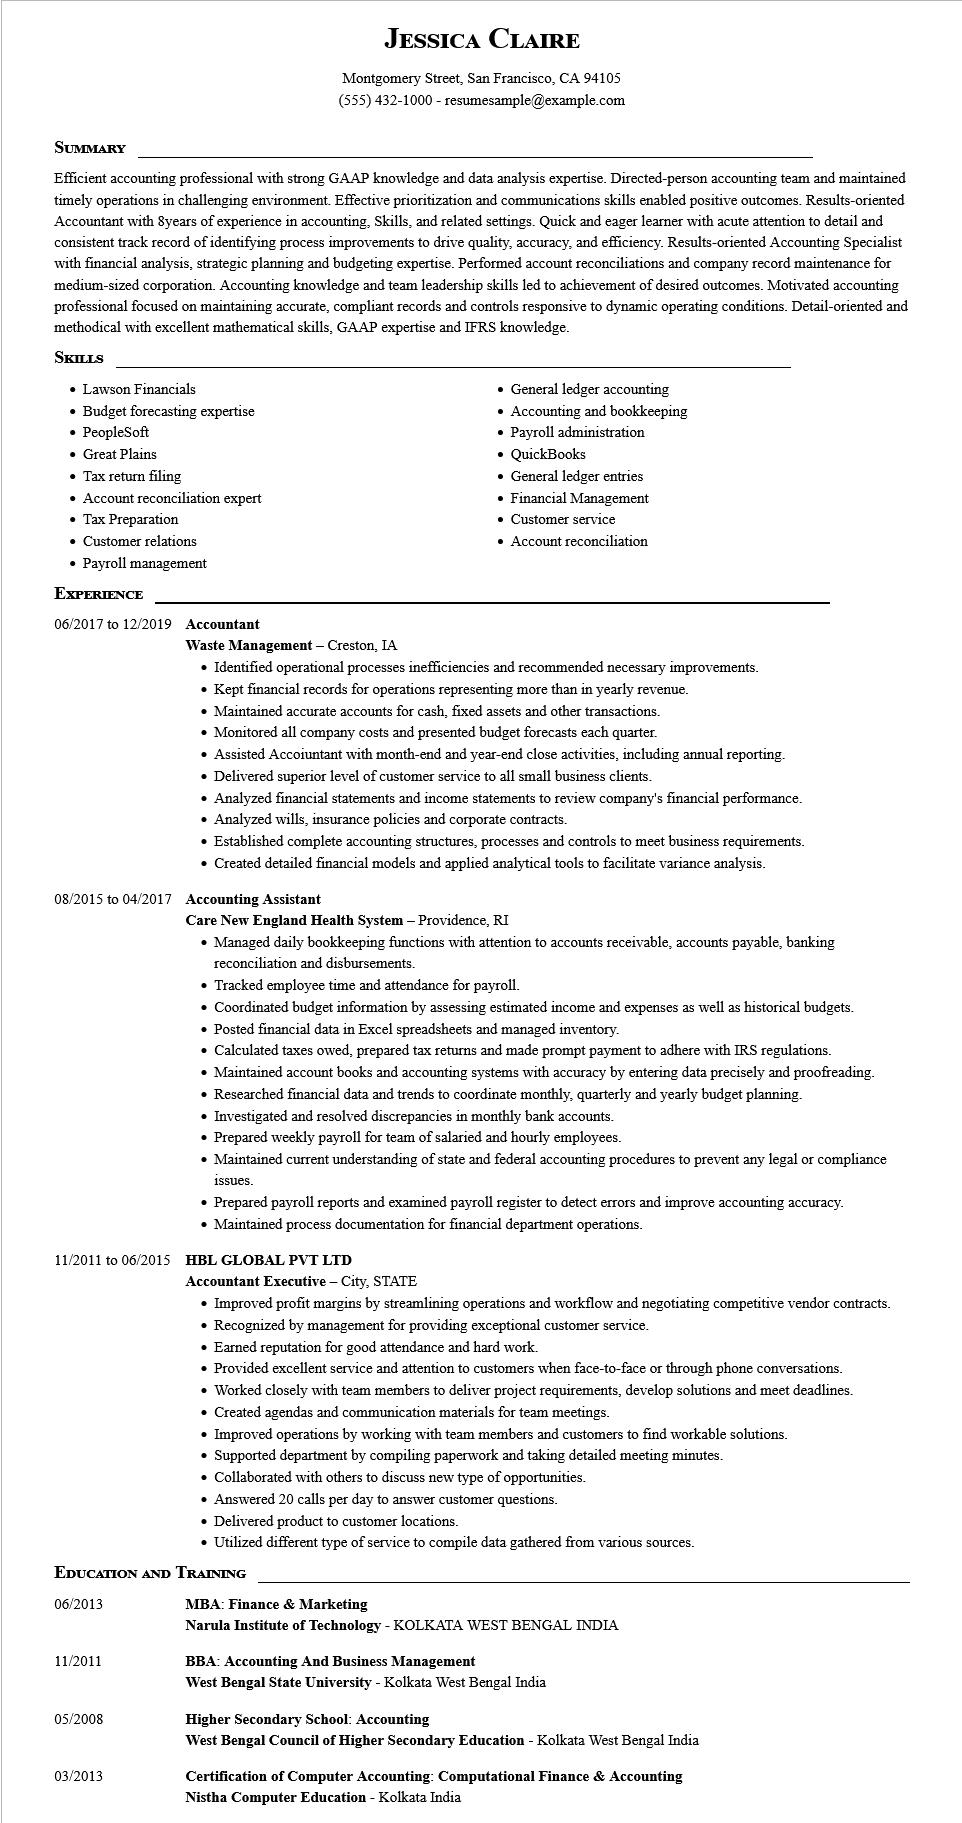 Jessica Claire
Montgomery Street, San Francisco, CA 94105
(555) 432-1000 - resumesample@example.com
Summary
Efficient accounting professional with strong GAAP knowledge and data analysis expertise. Directed-person accounting team and maintained
timely operations in challenging environment. Effective prioritization and communications skills enabled positive outcomes. Results-oriented
Accountant with 8years of experience in accounting, Skills, and related settings. Quick and eager learner with acute attention to detail and
consistent track record of identifying process improvements to drive quality, accuracy, and efficiency. Results-oriented Accounting Specialist
with financial analysis, strategic planning and budgeting expertise. Performed account reconciliations and company record maintenance for
medium-sized corporation. Accounting knowledge and team leadership skills led to achievement of desired outcomes. Motivated accounting
professional focused on maintaining accurate, compliant records and controls responsive to dynamic operating conditions. Detail-oriented and
methodical with excellent mathematical skills, GAAP expertise and IFRS knowledge.
Skills
• Lawson Financials
• Budget forecasting expertise
• PeopleSoft
• Great Plains
• Tax return filing
• Account reconciliation expert
• Tax Preparation
• Customer relations
• Payroll management
• General ledger accounting
• Accounting and bookkeeping
• Payroll administration
• QuickBooks
• General ledger entries
• Financial Management
• Customer service
• Account reconciliation
Experience
06/2017 to 12/2019 Accountant
Waste Management – Creston, IA
• Identified operational processes inefficiencies and recommended necessary improvements.
• Kept financial records for operations representing more than in yearly revenue.
• Maintained accurate accounts for cash, fixed assets and other transactions.
• Monitored all company costs and presented budget forecasts each quarter.
• Assisted Accoiuntant with month-end and year-end close activities, including annual reporting.
• Delivered superior level of customer service to all small business clients.
• Analyzed financial statements and income statements to review company's financial performance.
• Analyzed wills, insurance policies and corporate contracts.
• Established complete accounting structures, processes and controls to meet business requirements.
• Created detailed financial models and applied analytical tools to facilitate variance analysis.
08/2015 to 04/2017 Accounting Assistant
Care New England Health System – Providence, RI
• Managed daily bookkeeping functions with attention to accounts receivable, accounts payable, banking
reconciliation and disbursements.
• Tracked employee time and attendance for payroll.
• Coordinated budget information by assessing estimated income and expenses as well as historical budgets.
• Posted financial data in Excel spreadsheets and managed inventory.
• Calculated taxes owed, prepared tax returns and made prompt payment to adhere with IRS regulations.
• Maintained account books and accounting systems with accuracy by entering data precisely and proofreading.
• Researched financial data and trends to coordinate monthly, quarterly and yearly budget planning.
• Investigated and resolved discrepancies in monthly bank accounts.
• Prepared weekly payroll for team of salaried and hourly employees.
• Maintained current understanding of state and federal accounting procedures to prevent any legal or compliance
issues.
• Prepared payroll reports and examined payroll register to detect errors and improve accounting accuracy.
• Maintained process documentation for financial department operations.
11/2011 to 06/2015 HBL GLOBAL PVT LTD
Accountant Executive – City, STATE
• Improved profit margins by streamlining operations and workflow and negotiating competitive vendor contracts.
• Recognized by management for providing exceptional customer service.
• Earned reputation for good attendance and hard work.
• Provided excellent service and attention to customers when face-to-face or through phone conversations.
• Worked closely with team members to deliver project requirements, develop solutions and meet deadlines.
• Created agendas and communication materials for team meetings.
• Improved operations by working with team members and customers to find workable solutions.
• Supported department by compiling paperwork and taking detailed meeting minutes.
• Collaborated with others to discuss new type of opportunities.
• Answered 20 calls per day to answer customer questions.
• Delivered product to customer locations.
• Utilized different type of service to compile data gathered from various sources.
Education and Training
06/2013 MBA: Finance & Marketing
Narula Institute of Technology - KOLKATA WEST BENGAL INDIA
11/2011 BBA: Accounting And Business Management
West Bengal State University - Kolkata West Bengal India
05/2008 Higher Secondary School: Accounting
West Bengal Council of Higher Secondary Education - Kolkata West Bengal India
03/2013 Certification of Computer Accounting: Computational Finance & Accounting
Nistha Computer Education - Kolkata India